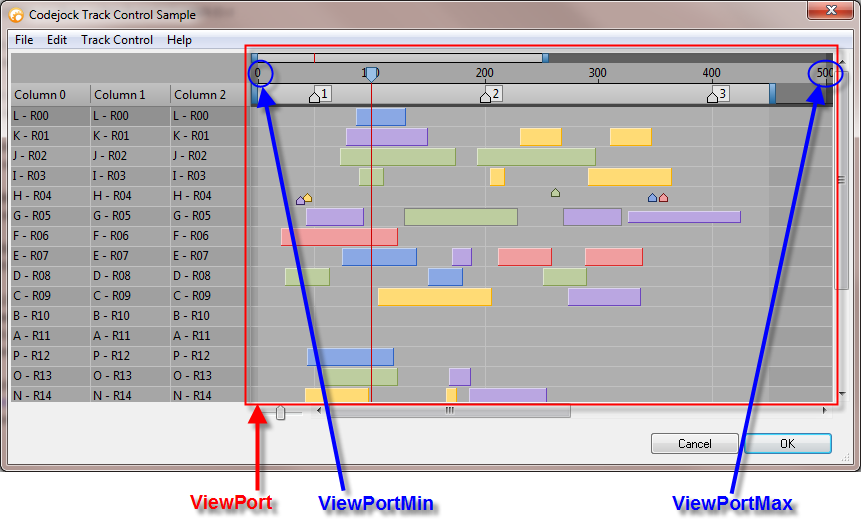 Codejock Track Control Sample
File Edit Track Control Help
0 100 200 300 400 500
Column 0 Column 1 Column 2
1 2 3
L - R00 L - R00 L - R00
K - R01 K - R01 K - R01
J - R02 J - R02 J - R02
I - R03 I - R03 I - R03
H - R04 H - R04 H - R04
G - R05 G - R05 G - R05
F - R06 F - R06 F - R06
E - R07 E - R07 E - R07
D - R08 D - R08 D - R08
C - R09 C - R09 C - R09
B - R10 B - R10 B - R10
A - R11 A - R11 A - R11
P - R12 P - R12 P - R12
O - R13 O - R13 O - R13
N - R14 N - R14 N - R14
Cancel OK
ViewPort ViewPortMin ViewPortMax